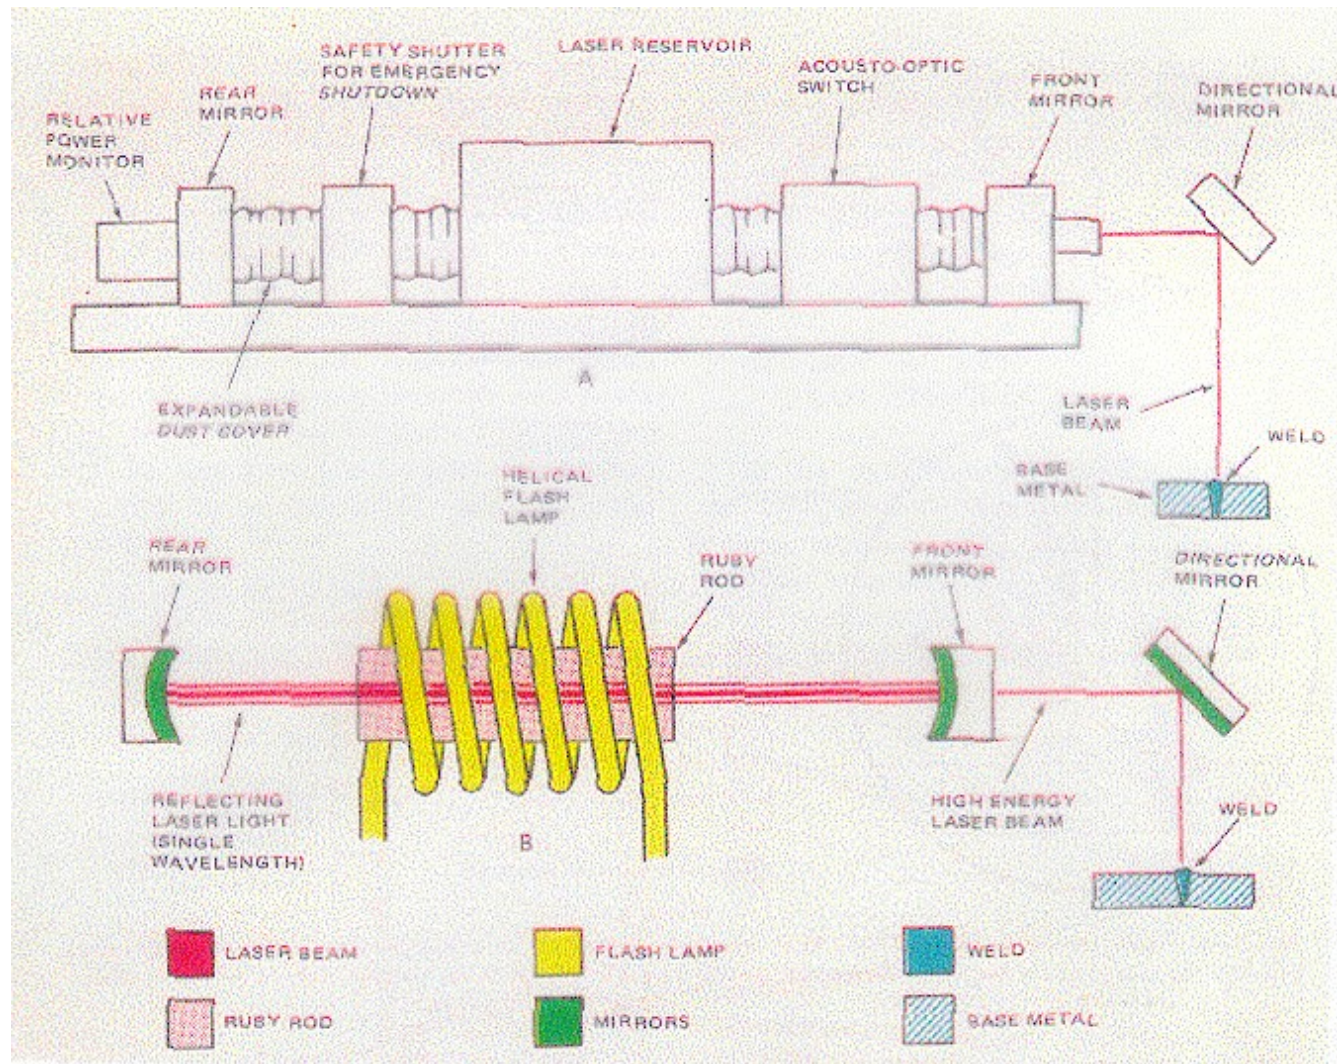 RELATIVE
POWER
MONITOR
REAR
MIRROR
SAFETY SHUTTER
FOR EMERGENCY
SHUTDOWN
LASER RESERVOIR
ACOUSTO-OPTIC
SWITCH
FRONT
MIRROR
DIRECTIONAL
MIRROR
A
EXPANDABLE
DUST COVER
LASER
BEAM
WELD
BASE
METAL
HELICAL
FLASH
LAMP
REAR
MIRROR
RUBY
ROD
FRONT
MIRROR
DIRECTIONAL
MIRROR
REFLECTING
LASER LIGHT
(SINGLE
WAVELENGTH)
B
HIGH ENERGY
LASER BEAM
WELD
LASER BEAM
FLASH LAMP
WELD
RUBY ROD
MIRRORS
BASE METAL